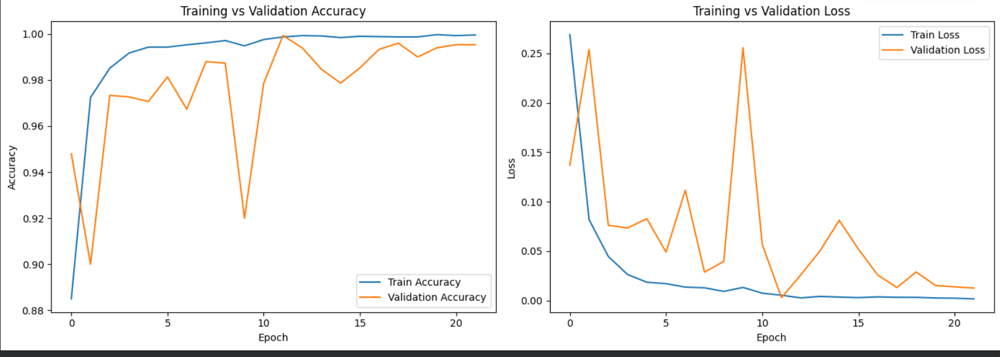 Training vs Validation Accuracy
1.00
0.98
0.96
0.94
0.92
0.90
0.88
Accuracy
Train Accuracy
Validation Accuracy
0 5 10 15 20
Epoch
Training vs Validation Loss
Train Loss
Validation Loss
0.25
0.20
0.15
0.10
0.05
0.00
Loss
0 5 10 15 20
Epoch